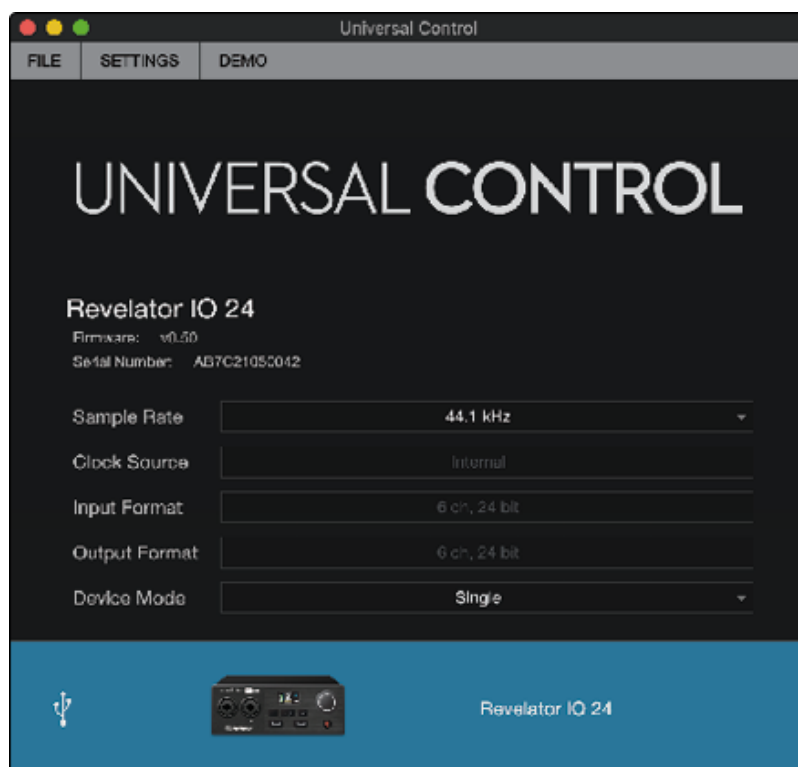 Universal Control
FILE SETTINGS DEMO
UNIVERSAL CONTROL
Revelator IO 24
Firmware: v0.50
Serial Number: AB7C21050042
Sample Rate 44.1 kHz
Clock Source Internal
Input Format 6 ch, 24 bit
Output Format 6 ch, 24 bit
Device Mode Single
Revelator IO 24